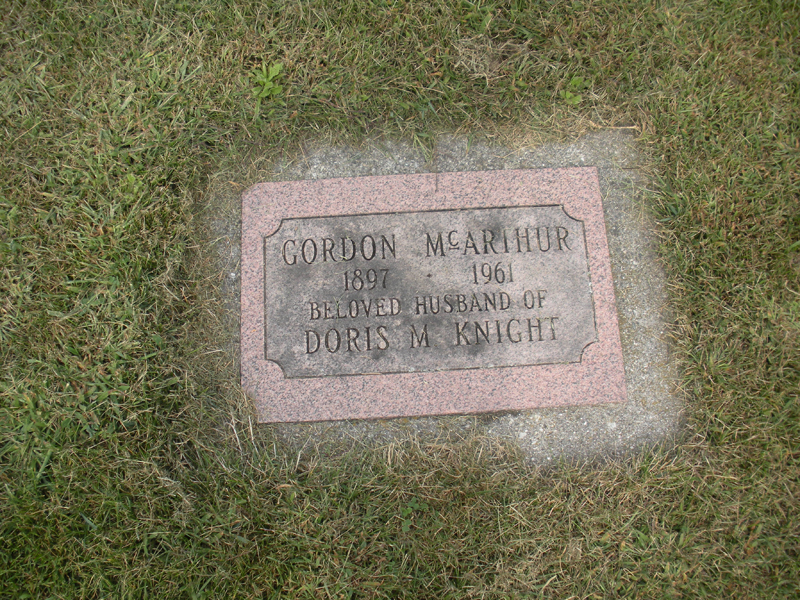 GORDON McARTHUR
1897 · 1961
BELOVED HUSBAND OF
DORIS M KNIGHT